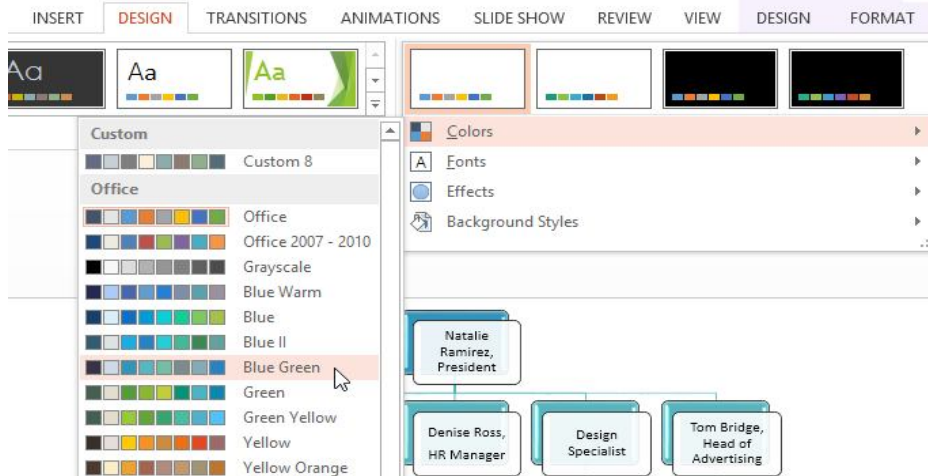 INSERT DESIGN TRANSITIONS ANIMATIONS SLIDE SHOW REVIEW VIEW DESIGN FORMAT
Aa Aa Aa
Custom
Custom 8
Office
Office
Office 2007 - 2010
Grayscale
Blue Warm
Blue
Blue II
Blue Green
Green
Green Yellow
Yellow
Yellow Orange
Colors
A Fonts
Effects
Background Styles
Natalie
Ramirez,
President
Denise Ross,
HR Manager
Design
Specialist
Tom Bridge,
Head of
Advertising